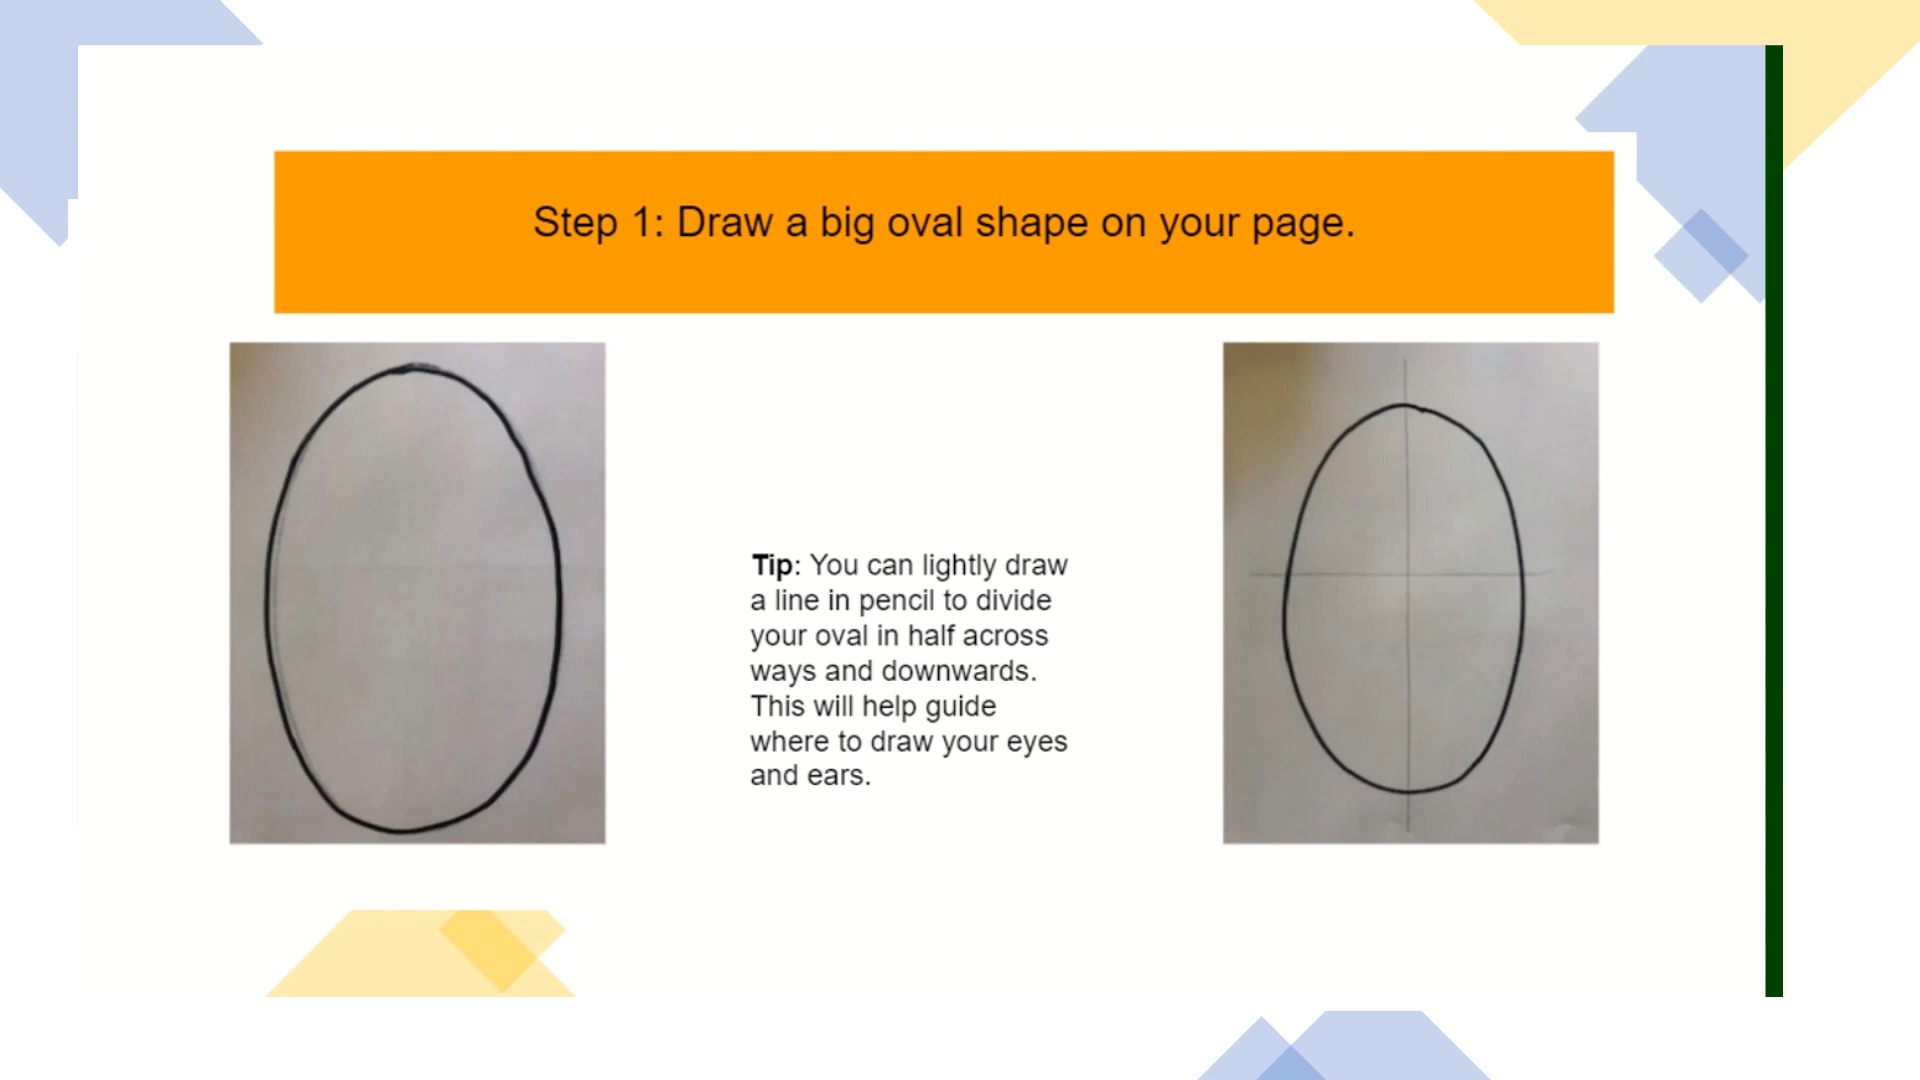 Step 1: Draw a big oval shape on your page.
Tip: You can lightly draw
a line in pencil to divide
your oval in half across
ways and downwards.
This will help guide
where to draw your eyes
and ears.